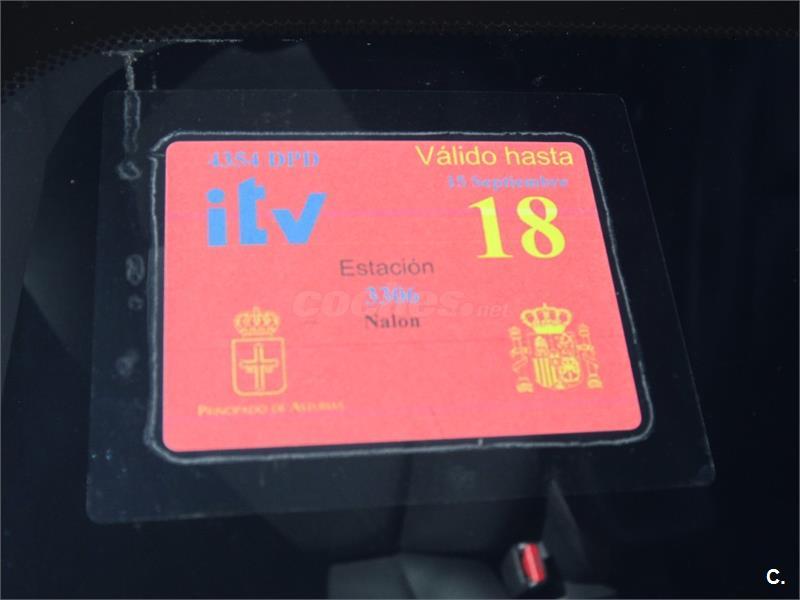 4354 DPD
Válido hasta
15 Septiembre
itv
18
Estación
3306
coches.net
Nalon
PRINCIPADO DE ASTURIAS
C.